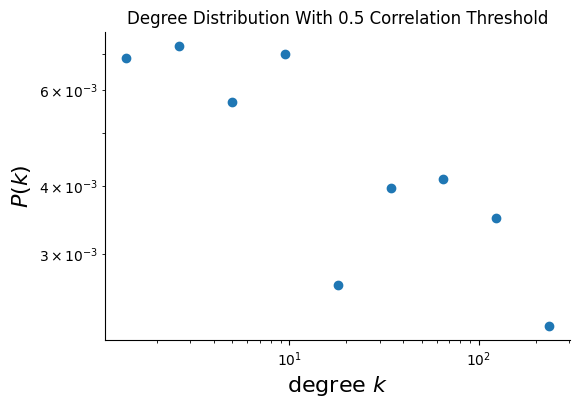 Degree Distribution With 0.5 Correlation Threshold
P(k)
6 × 10⁻³
4 × 10⁻³
3 × 10⁻³
10¹
10²
degree k